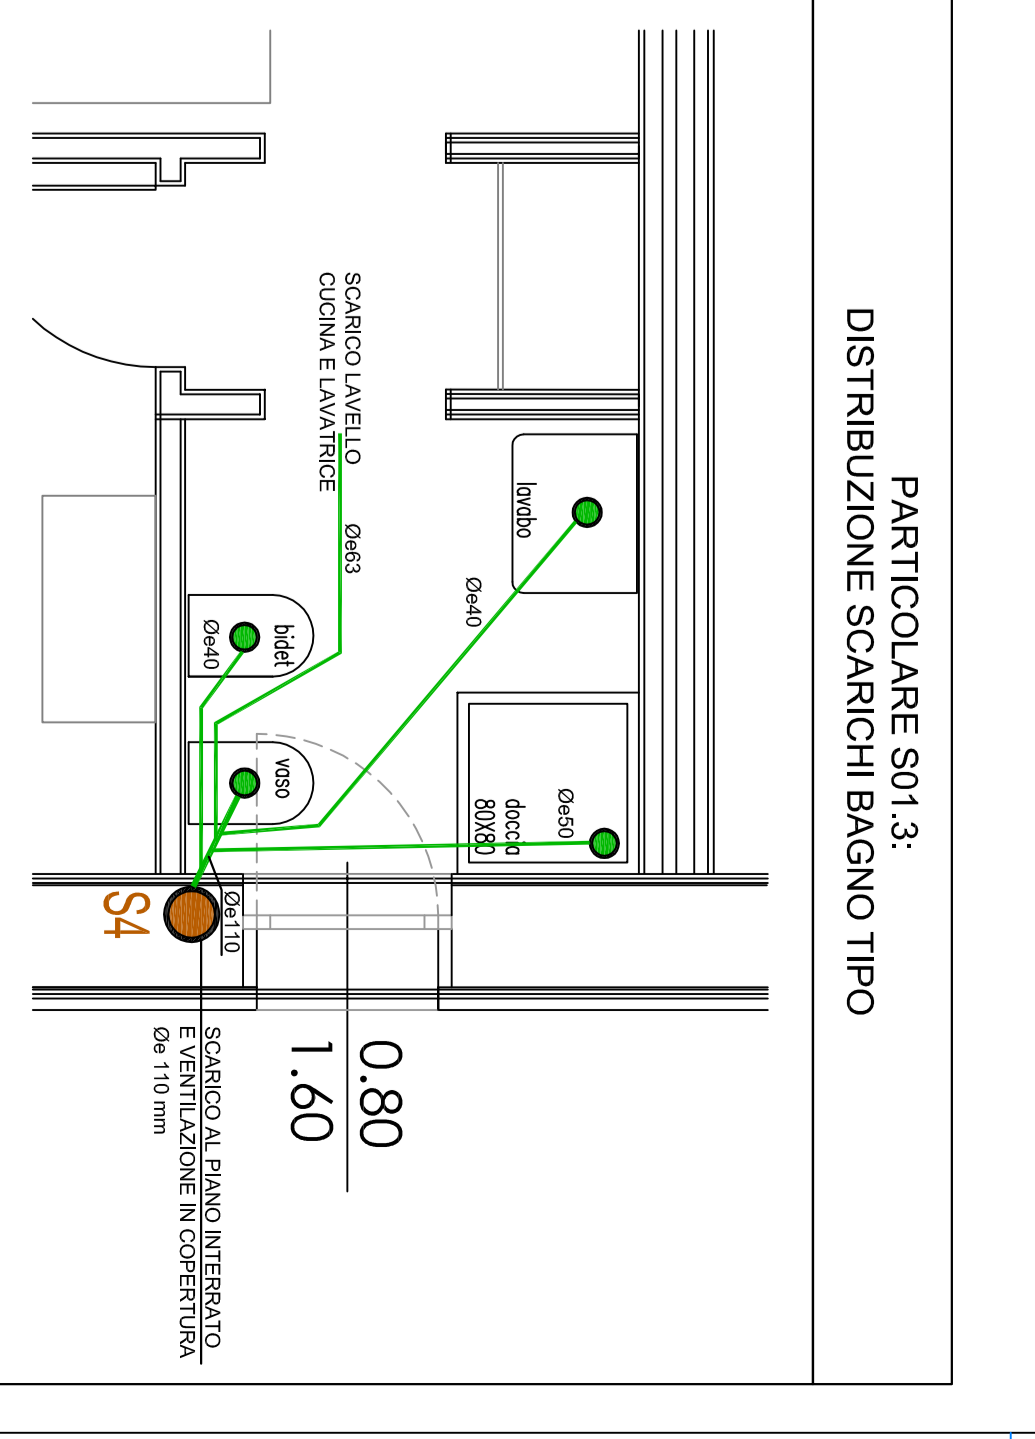 PARTICOLARE S01.3:
DISTRIBUZIONE SCARICHI BAGNO TIPO
lavabo
Øe40
Øe50
doccia
80X80
SCARICO LAVELLO
CUCINA E LAVATRICE
Øe63
bidet
Øe40
vaso
Øe110
S4
0.80
1.60
SCARICO AL PIANO INTERRATO
E VENTILAZIONE IN COPERTURA
Øe 110 mm